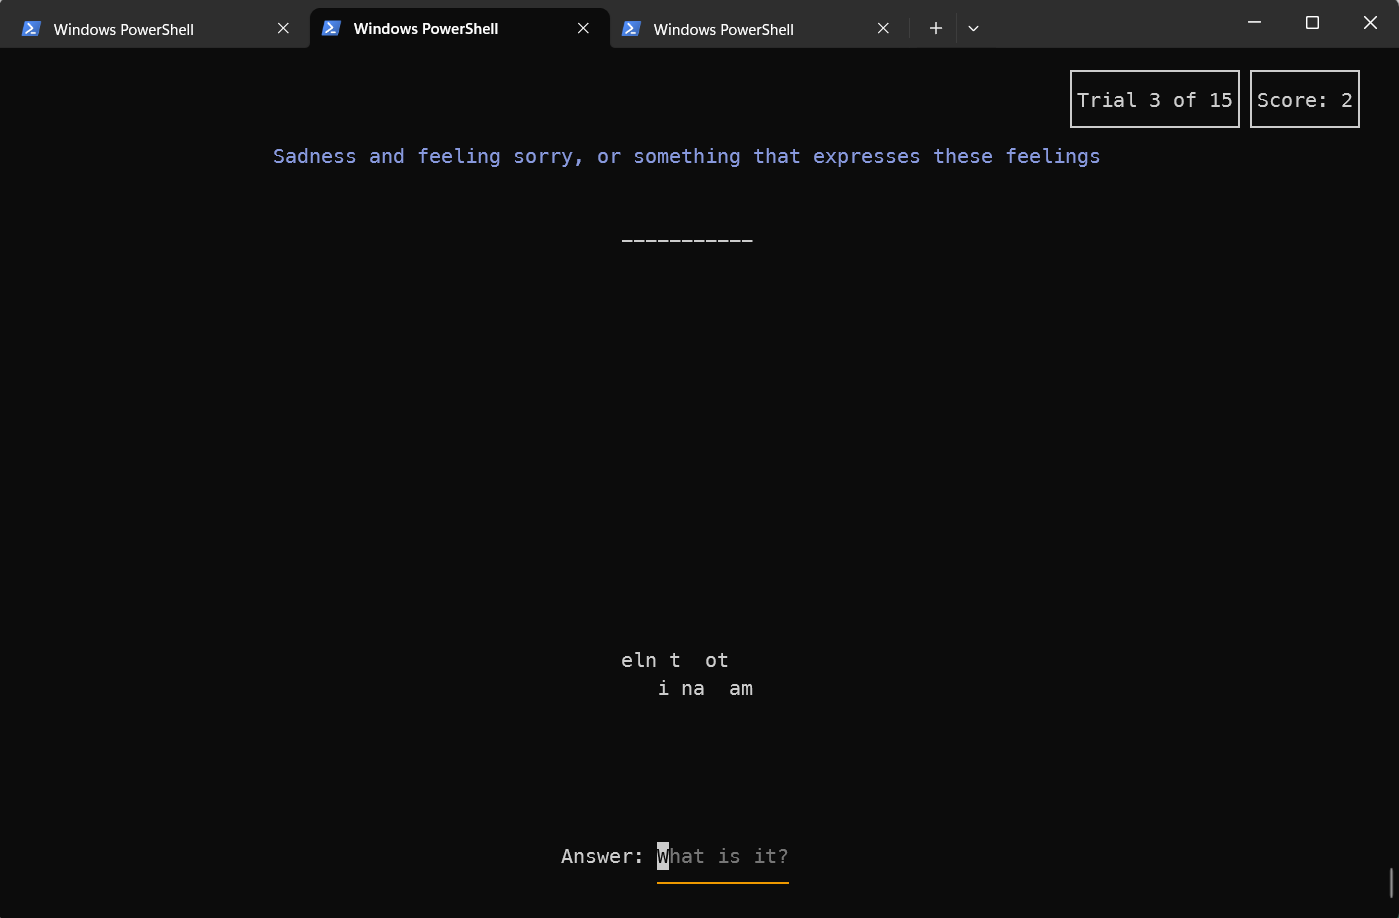 Windows PowerShell
Windows PowerShell
Windows PowerShell
Trial 3 of 15
Score: 2
Sadness and feeling sorry, or something that expresses these feelings
___________
eln t  ot
i na  am
Answer: What is it?